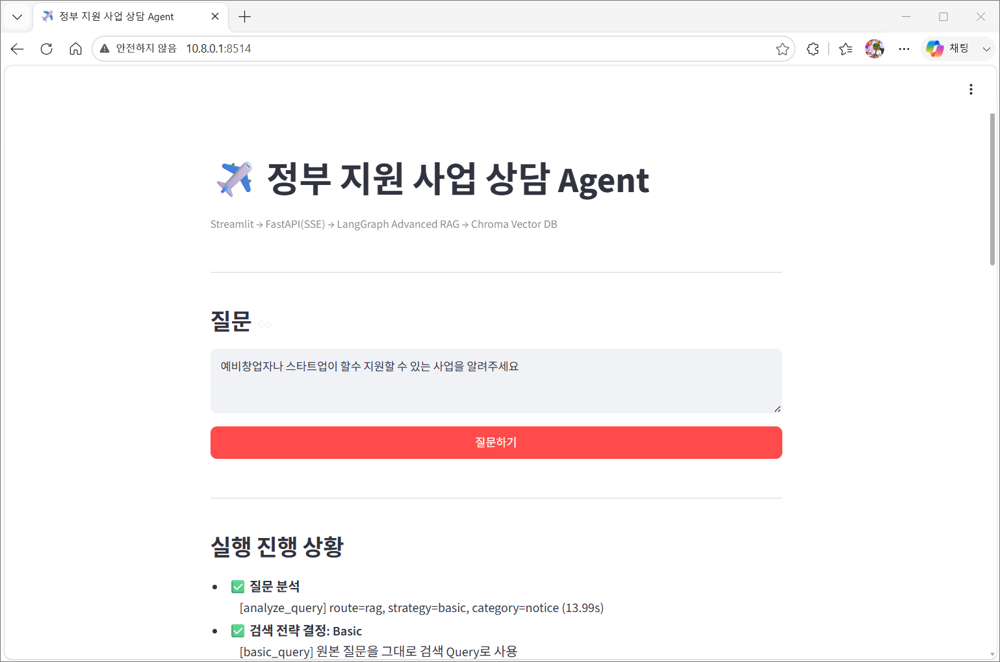 정부 지원 사업 상담 Agent
안전하지 않음 10.8.0.1:8514
채팅
정부 지원 사업 상담 Agent
Streamlit → FastAPI(SSE) → LangGraph Advanced RAG → Chroma Vector DB
질문
예비창업자나 스타트업이 할수 지원할 수 있는 사업을 알려주세요
질문하기
실행 진행 상황
• ✅ 질문 분석
[analyze_query] route=rag, strategy=basic, category=notice (13.99s)
• ✅ 검색 전략 결정: Basic
[basic_query] 원본 질문을 그대로 검색 Query로 사용